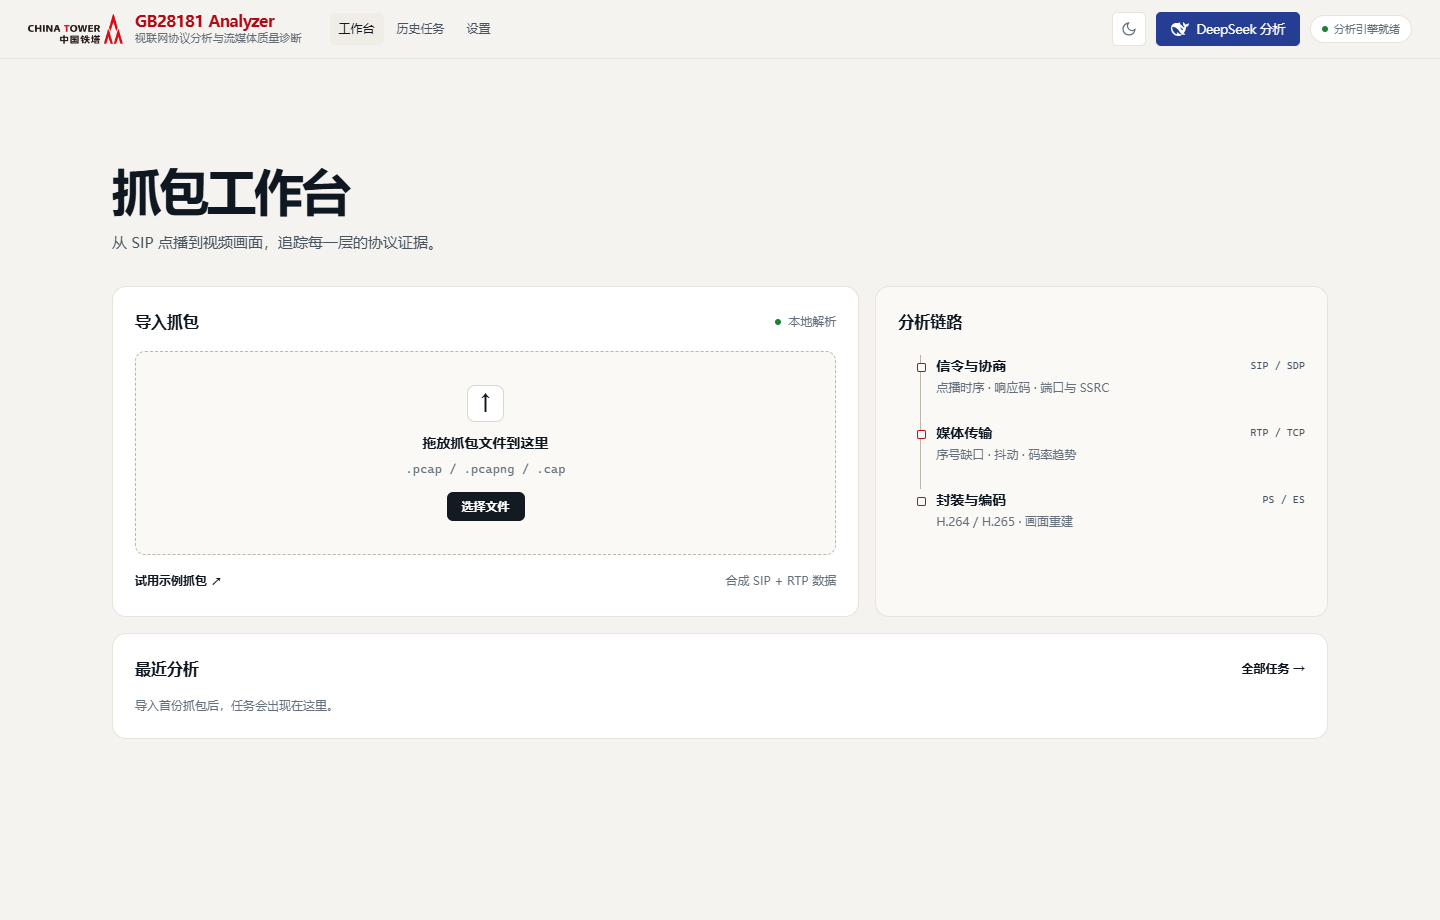 CHINA TOWER
中国铁塔
GB28181 Analyzer
视联网协议分析与流媒体质量诊断
工作台
历史任务
设置
DeepSeek 分析
分析引擎就绪
抓包工作台
从 SIP 点播到视频画面，追踪每一层的协议证据。
导入抓包
本地解析
拖放抓包文件到这里
.pcap / .pcapng / .cap
选择文件
试用示例抓包 ↗
合成 SIP + RTP 数据
分析链路
信令与协商
SIP / SDP
点播时序 · 响应码 · 端口与 SSRC
媒体传输
RTP / TCP
序号缺口 · 抖动 · 码率趋势
封装与编码
PS / ES
H.264 / H.265 · 画面重建
最近分析
全部任务 →
导入首份抓包后，任务会出现在这里。